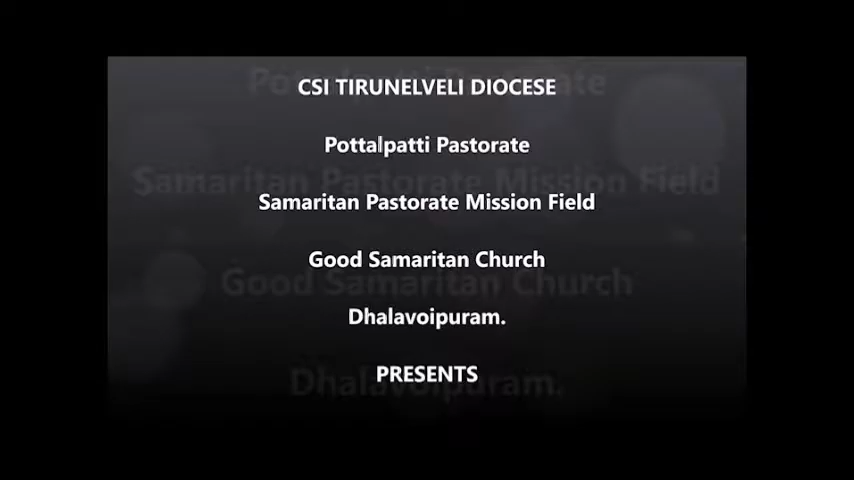 CSI TIRUNELVELI DIOCESE
Pottalpatti Pastorate
Samaritan Pastorate Mission Field
Good Samaritan Church
Dhalavoipuram.
PRESENTS